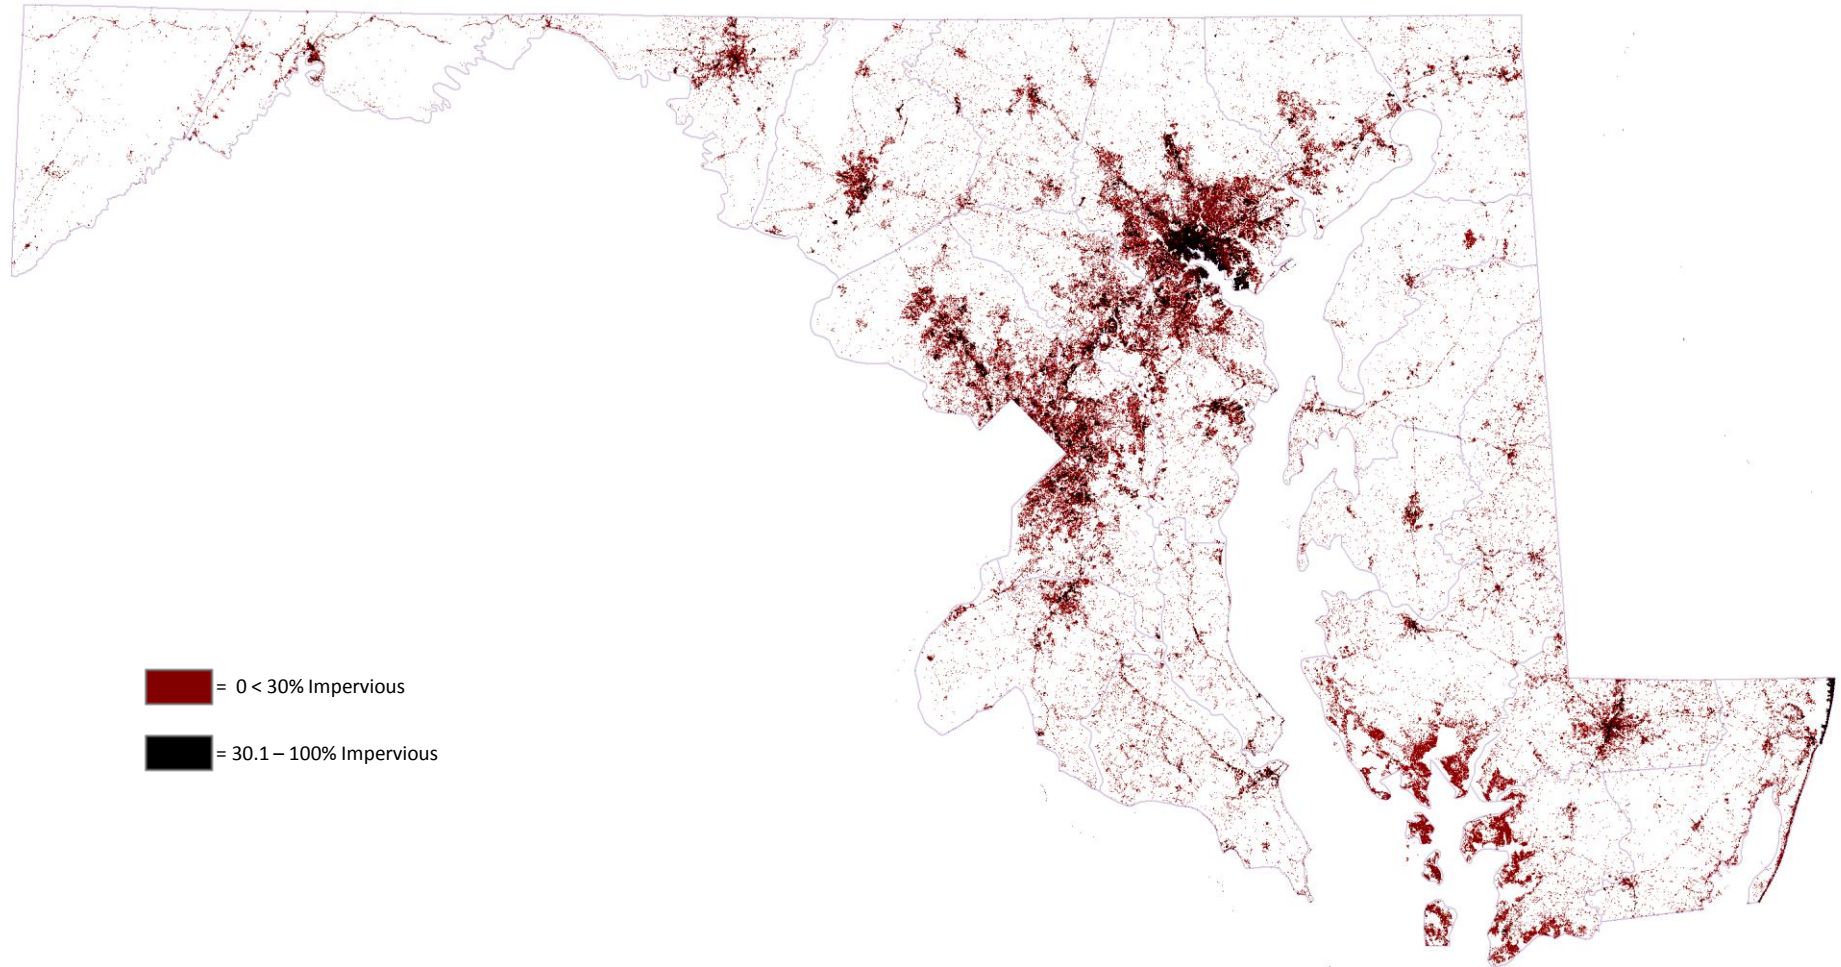 = 0 < 30% Impervious
= 30.1 – 100% Impervious